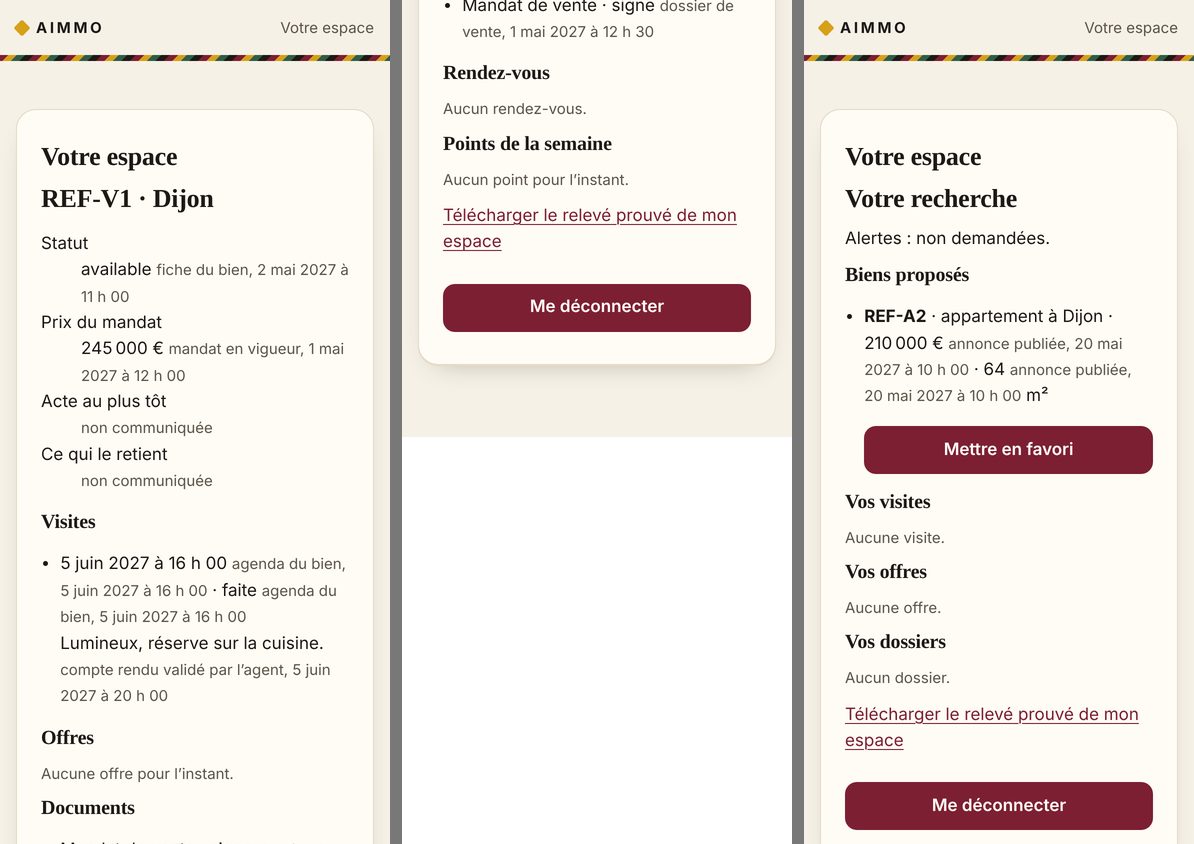 AIMMO
Votre espace
Votre espace
REF-V1 · Dijon
Statut
available fiche du bien, 2 mai 2027 à
11 h 00
Prix du mandat
245 000 € mandat en vigueur, 1 mai
2027 à 12 h 00
Acte au plus tôt
non communiquée
Ce qui le retient
non communiquée
Visites
• 5 juin 2027 à 16 h 00 agenda du bien,
5 juin 2027 à 16 h 00 · faite agenda du
bien, 5 juin 2027 à 16 h 00
Lumineux, réserve sur la cuisine.
compte rendu validé par l’agent, 5 juin
2027 à 20 h 00
Offres
Aucune offre pour l’instant.
Documents
• Mandat de vente · signé dossier de
vente, 1 mai 2027 à 12 h 30
Rendez-vous
Aucun rendez-vous.
Points de la semaine
Aucun point pour l’instant.
Télécharger le relevé prouvé de mon
espace
Me déconnecter
AIMMO
Votre espace
Votre espace
Votre recherche
Alertes : non demandées.
Biens proposés
• REF-A2 · appartement à Dijon ·
210 000 € annonce publiée, 20 mai
2027 à 10 h 00 · 64 annonce publiée,
20 mai 2027 à 10 h 00 m²
Mettre en favori
Vos visites
Aucune visite.
Vos offres
Aucune offre.
Vos dossiers
Aucun dossier.
Télécharger le relevé prouvé de mon
espace
Me déconnecter